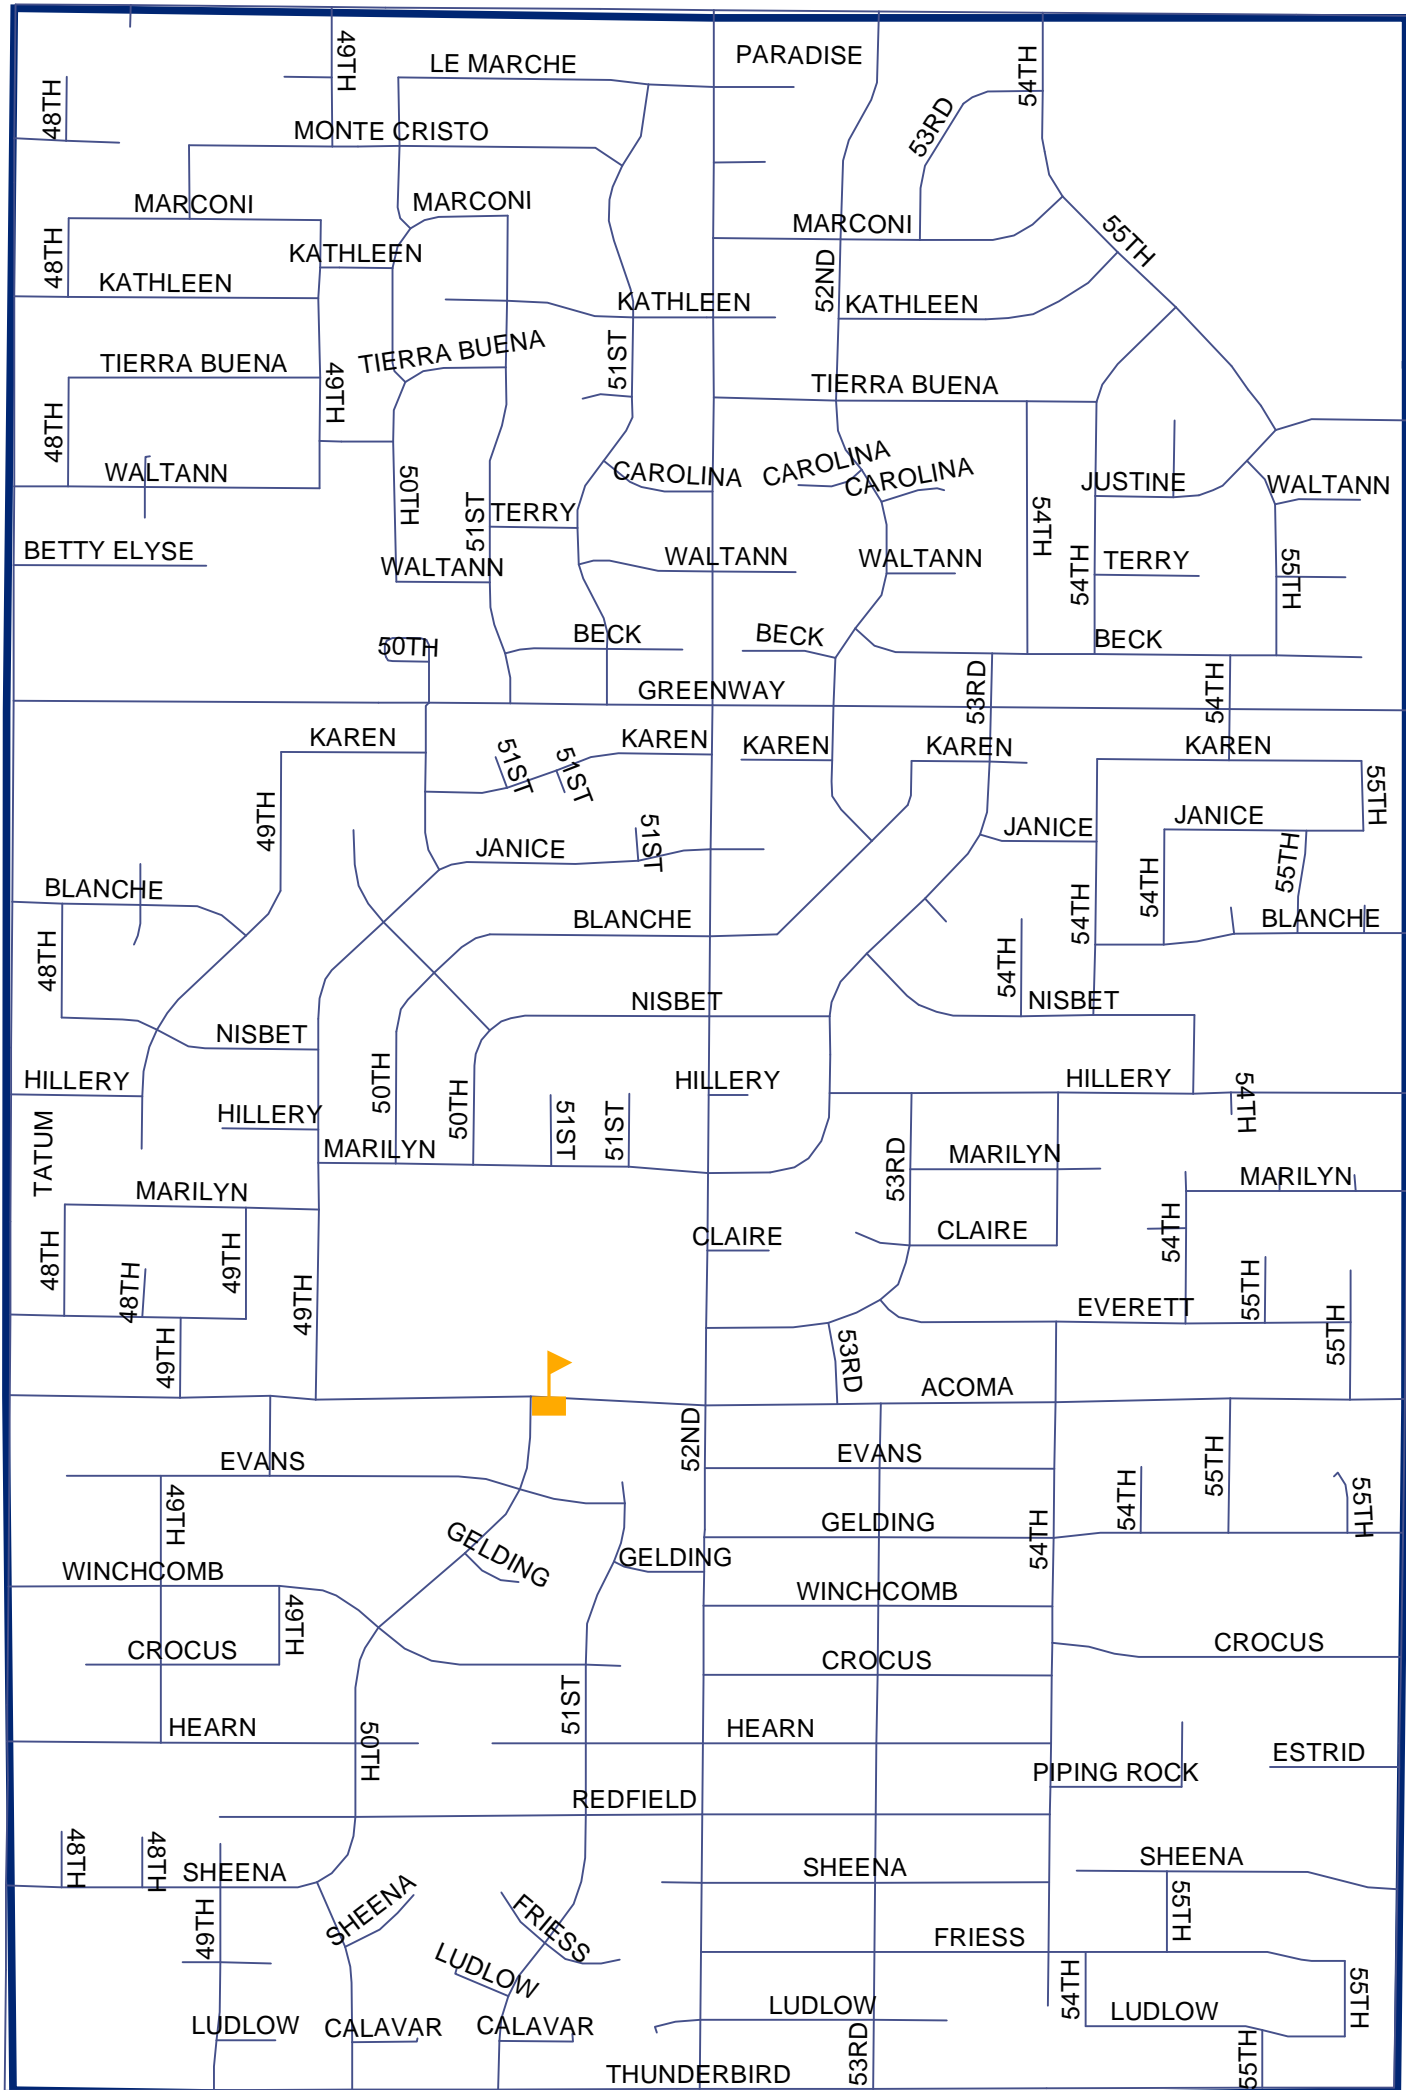 49TH
LE MARCHE
PARADISE
54TH
48TH
53RD
MONTE CRISTO
MARCONI
MARCONI
MARCONI
55TH
48TH
KATHLEEN
KATHLEEN
52ND
KATHLEEN
KATHLEEN
TIERRA BUENA
TIERRA BUENA
51ST
49TH
TIERRA BUENA
48TH
WALTANN
50TH
CAROLINA
CAROLINA
CAROLINA
JUSTINE
WALTANN
51ST
TERRY
54TH
BETTY ELYSE
WALTANN
WALTANN
WALTANN
54TH
TERRY
55TH
50TH
BECK
BECK
BECK
GREENWAY
53RD
54TH
KAREN
51ST
51ST
KAREN
KAREN
KAREN
KAREN
55TH
49TH
JANICE
51ST
JANICE
JANICE
55TH
BLANCHE
54TH
54TH
BLANCHE
BLANCHE
48TH
54TH
NISBET
NISBET
NISBET
HILLERY
50TH
50TH
HILLERY
HILLERY
54TH
HILLERY
51ST
51ST
TATUM
MARILYN
53RD
MARILYN
MARILYN
MARILYN
48TH
49TH
CLAIRE
CLAIRE
54TH
48TH
49TH
55TH
EVERETT
55TH
49TH
53RD
ACOMA
52ND
EVANS
EVANS
55TH
49TH
54TH
55TH
GELDING
GELDING
54TH
GELDING
WINCHCOMB
WINCHCOMB
49TH
CROCUS
CROCUS
CROCUS
51ST
HEARN
50TH
HEARN
ESTRID
PIPING ROCK
REDFIELD
48TH
48TH
SHEENA
SHEENA
SHEENA
SHEENA
49TH
FRIESS
55TH
FRIESS
LUDLOW
54TH
55TH
LUDLOW
CALAVAR
CALAVAR
LUDLOW
LUDLOW
53RD
55TH
THUNDERBIRD